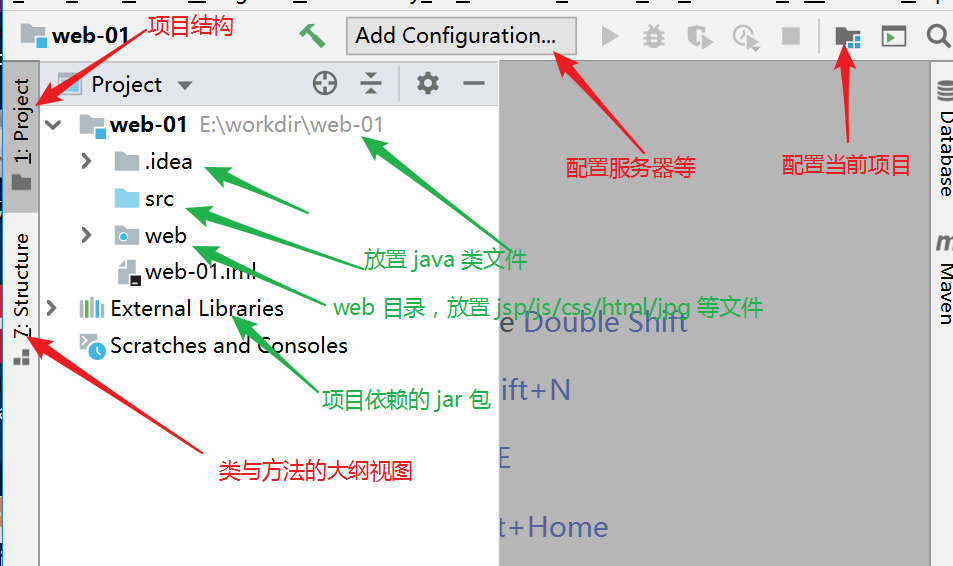 web-01
项目结构
Add Configuration...
Project
1: Project
web-01 E:\workdir\web-01
.idea
src
web
web-01.iml
External Libraries
Scratches and Consoles
配置服务器等
配置当前项目
放置 java 类文件
web 目录，放置 jsp/js/css/html/jpg 等文件
项目依赖的 jar 包
类与方法的大纲视图
Z: Structure
e Double Shift
ift+N
E
t+Home
Database
m
Maven